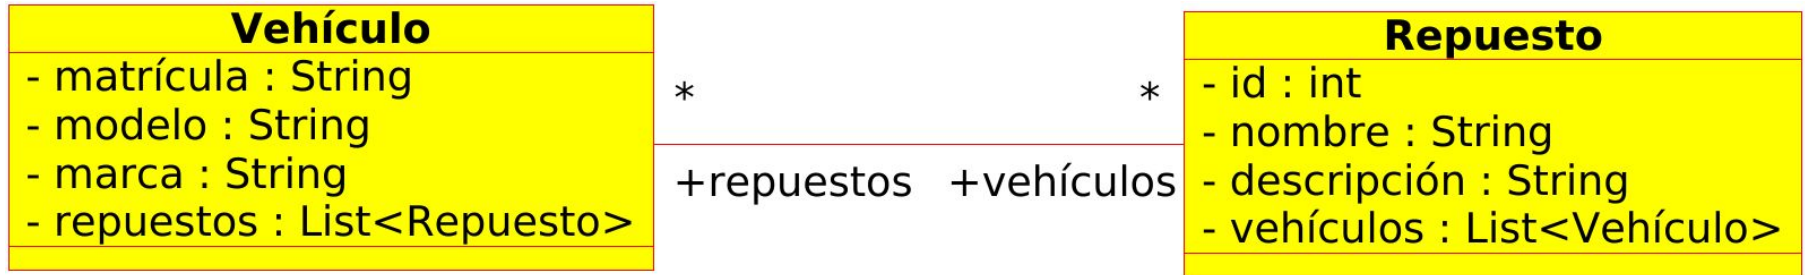 Vehículo
- matrícula : String
- modelo : String
- marca : String
- repuestos : List<Repuesto>
*
*
+repuestos
+vehículos
Repuesto
- id : int
- nombre : String
- descripción : String
- vehículos : List<Vehículo>